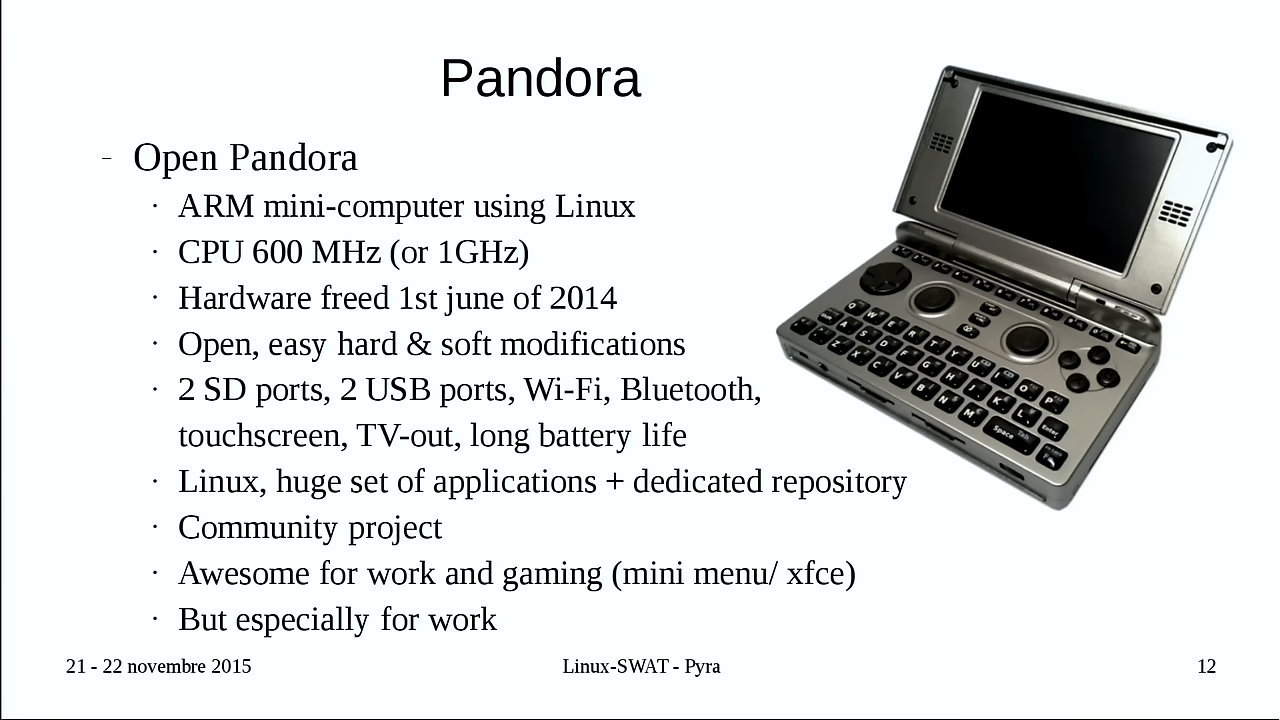 Pandora
– Open Pandora
· ARM mini-computer using Linux
· CPU 600 MHz (or 1GHz)
· Hardware freed 1st june of 2014
· Open, easy hard & soft modifications
· 2 SD ports, 2 USB ports, Wi-Fi, Bluetooth,
touchscreen, TV-out, long battery life
· Linux, huge set of applications + dedicated repository
· Community project
· Awesome for work and gaming (mini menu/ xfce)
· But especially for work
21 - 22 novembre 2015
Linux-SWAT - Pyra
12
Q W E R T Y U I O P
A S D F G H J K L Enter
Z X C V B N M Space Tab